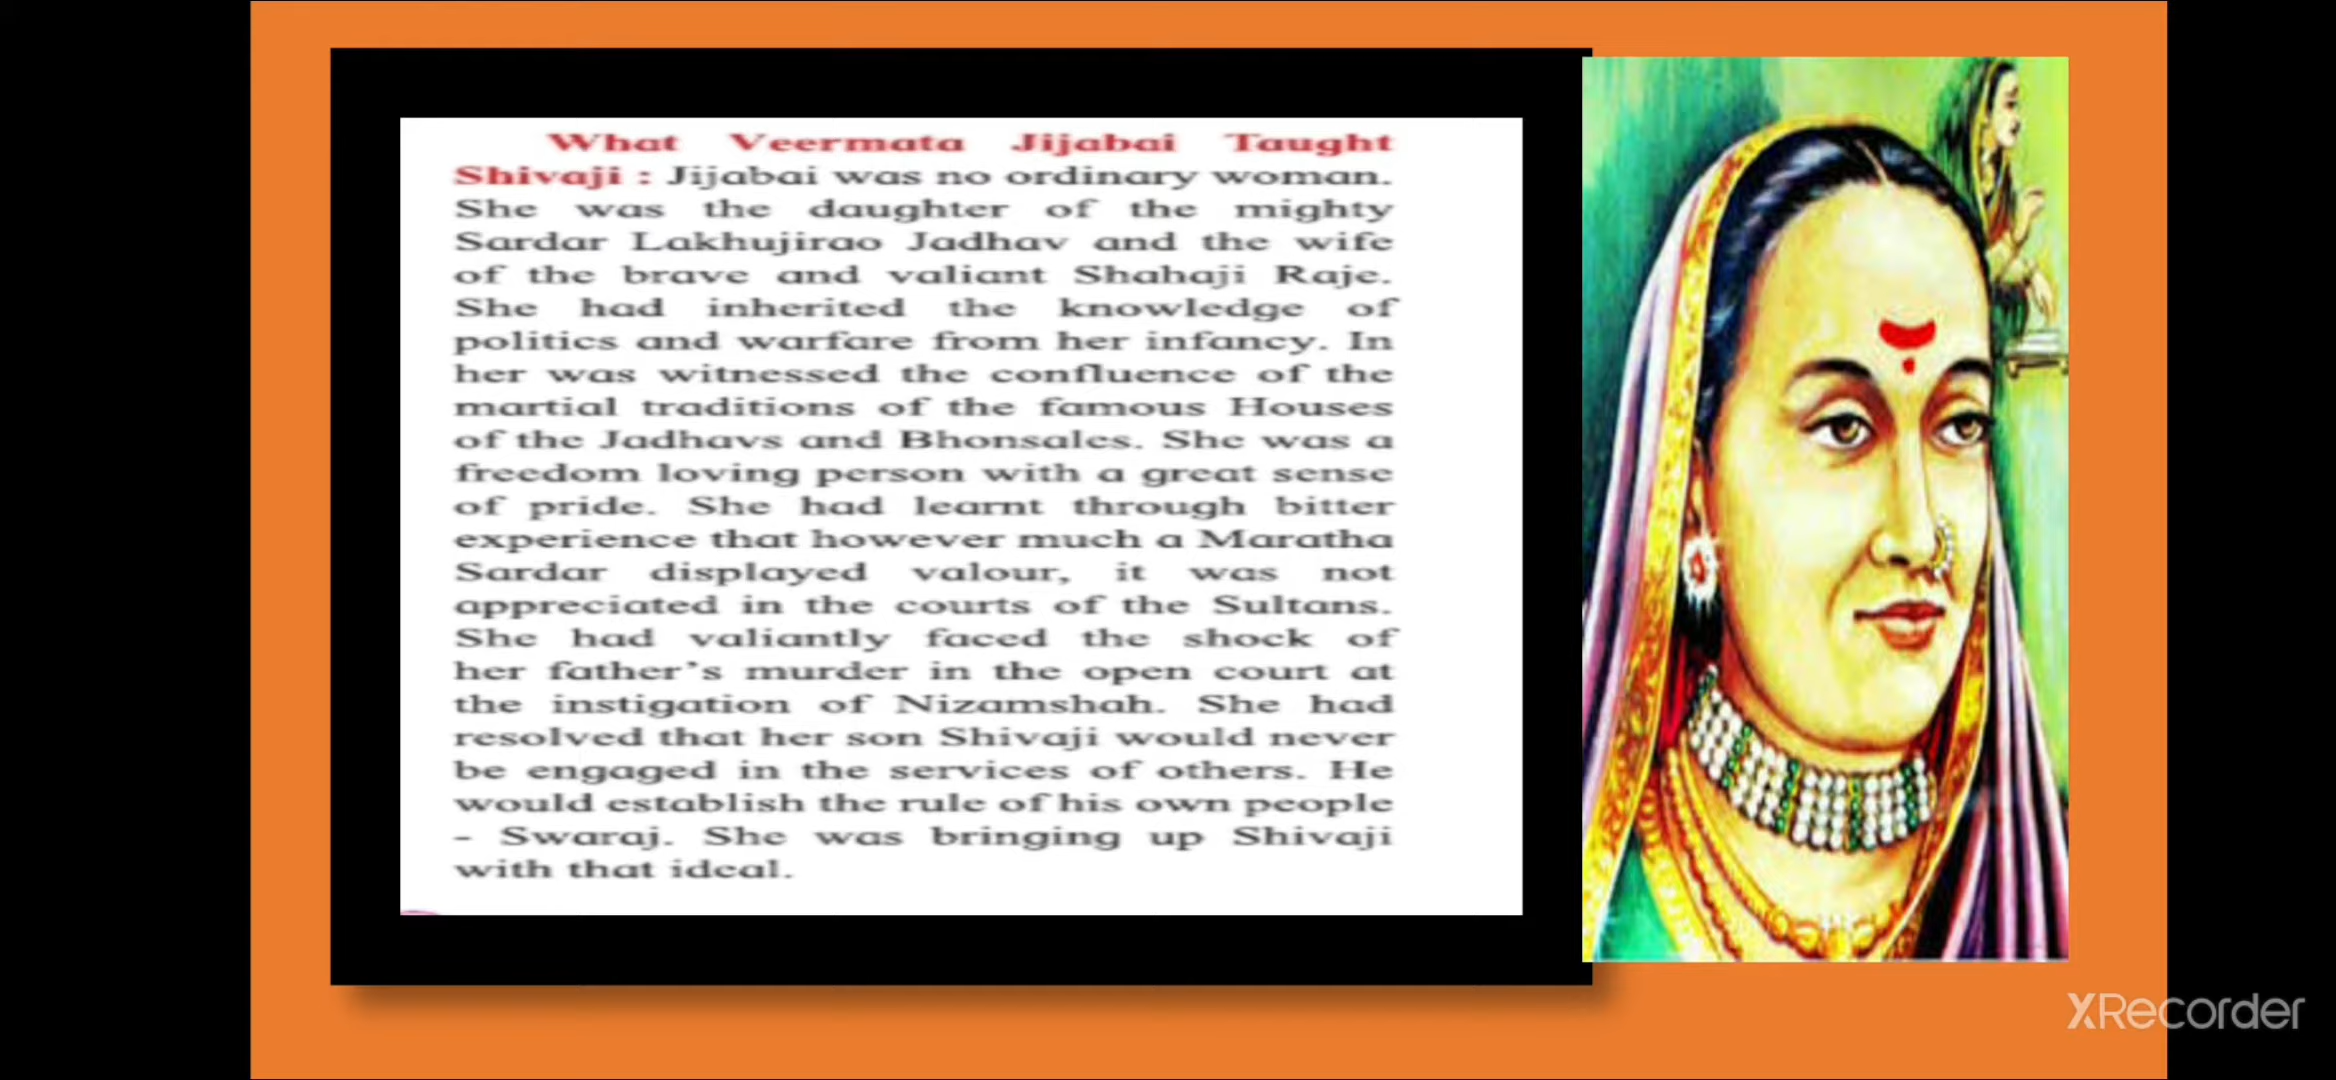 What Veermata Jijabai Taught
Shivaji : Jijabai was no ordinary woman.
She was the daughter of the mighty
Sardar Lakhujirao Jadhav and the wife
of the brave and valiant Shahaji Raje.
She had inherited the knowledge of
politics and warfare from her infancy. In
her was witnessed the confluence of the
martial traditions of the famous Houses
of the Jadhavs and Bhonsales. She was a
freedom loving person with a great sense
of pride. She had learnt through bitter
experience that however much a Maratha
Sardar displayed valour, it was not
appreciated in the courts of the Sultans.
She had valiantly faced the shock of
her father's murder in the open court at
the instigation of Nizamshah. She had
resolved that her son Shivaji would never
be engaged in the services of others. He
would establish the rule of his own people
- Swaraj. She was bringing up Shivaji
with that ideal.
XRecorder